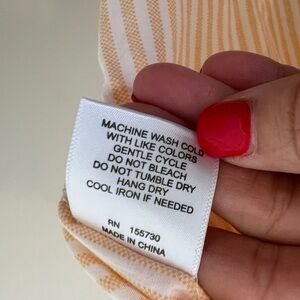 MACHINE WASH COLD
WITH LIKE COLORS
GENTLE CYCLE
DO NOT BLEACH
DO NOT TUMBLE DRY
HANG DRY
COOL IRON IF NEEDED
RN 155730
MADE IN CHINA